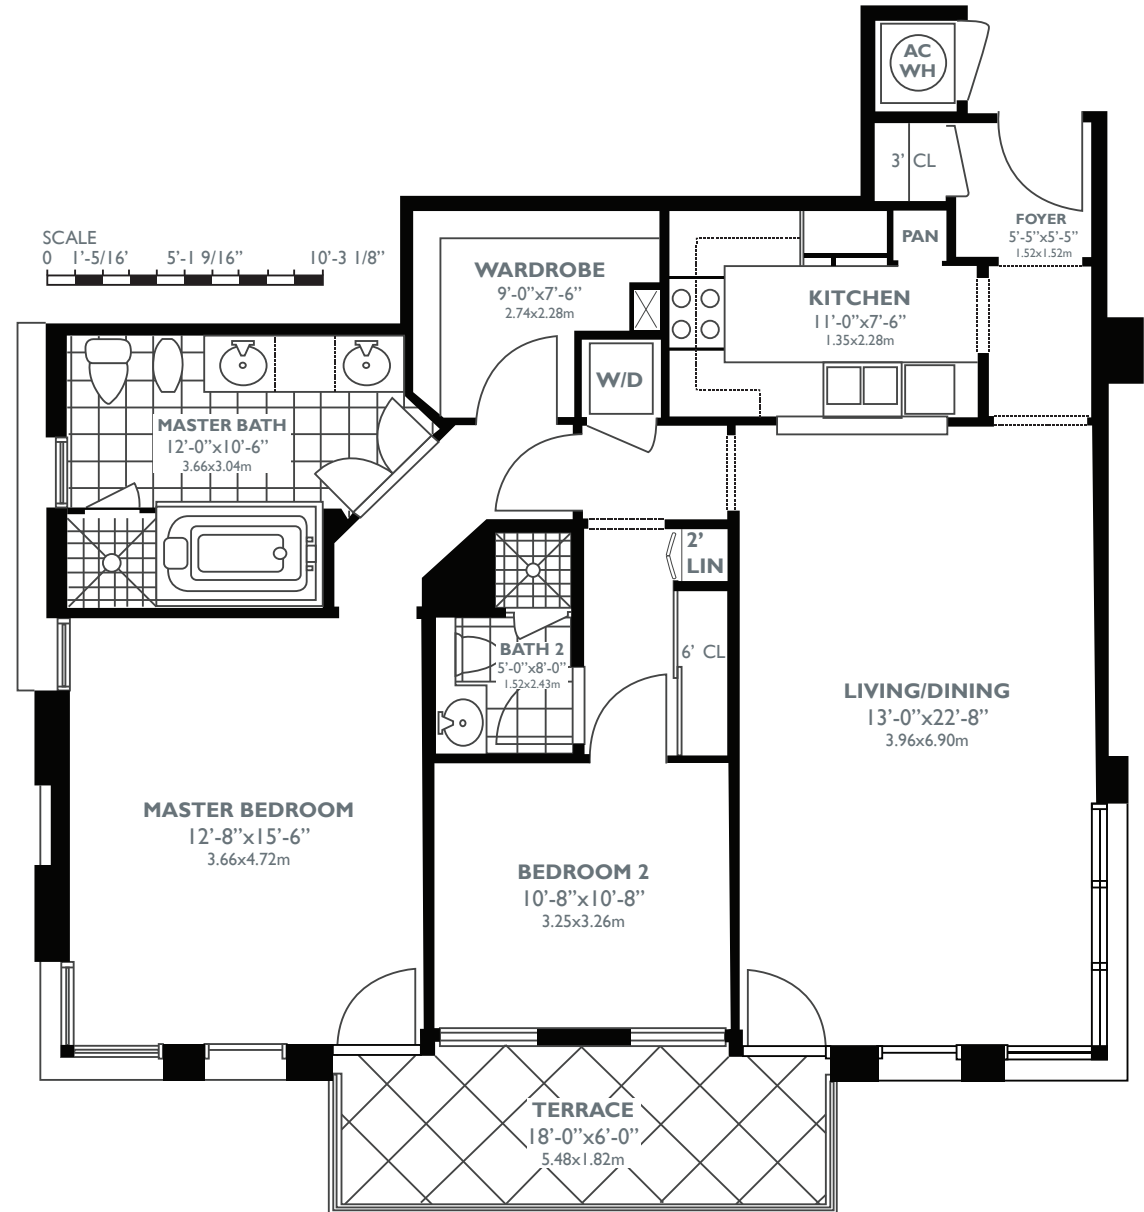 AC
WH
3’ CL
FOYER
5’-5”x5’-5”
1.52x1.52m
PAN
SCALE
0 1’-5/16’ 5’-1 9/16” 10’-3 1/8”
WARDROBE
9’-0”x7’-6”
2.74x2.28m
KITCHEN
11’-0”x7’-6”
1.35x2.28m
W/D
MASTER BATH
12’-0”x10’-6”
3.66x3.04m
2’
LIN
BATH 2
5’-0”x8’-0”
1.52x2.43m
6’ CL
LIVING/DINING
13’-0”x22’-8”
3.96x6.90m
MASTER BEDROOM
12’-8”x15’-6”
3.66x4.72m
BEDROOM 2
10’-8”x10’-8”
3.25x3.26m
TERRACE
18’-0”x6’-0”
5.48x1.82m